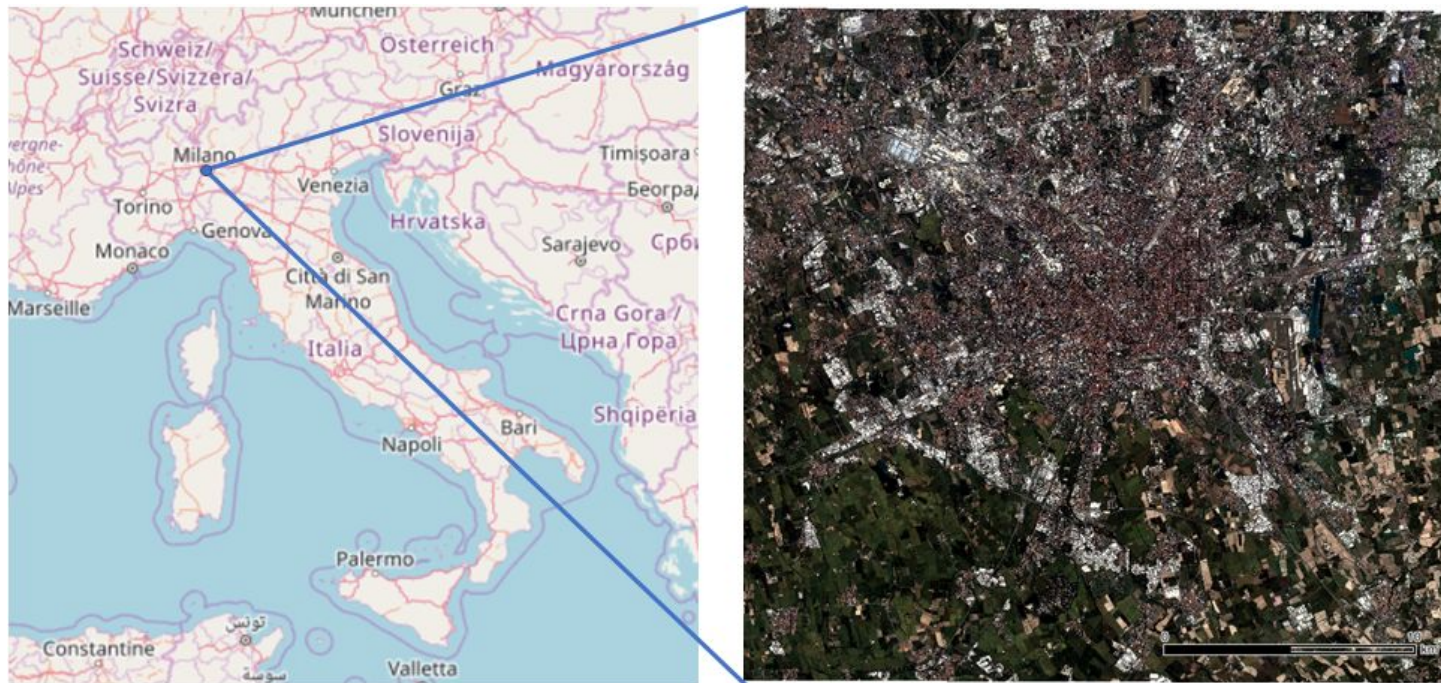 München
Schweiz/
Suisse/Svizzera/
Svizra
Österreich
Graz
Magyarország
Slovenija
Milano
Venezia
Timișoara
Torino
Hrvatska
Београд
Genova
Monaco
Sarajevo
Città di San
Marino
Marseille
Crna Gora /
Црна Гора
Italia
Shqipëria
Bari
Napoli
Palermo
تونس
Constantine
سوسة
Valletta
0
10
km